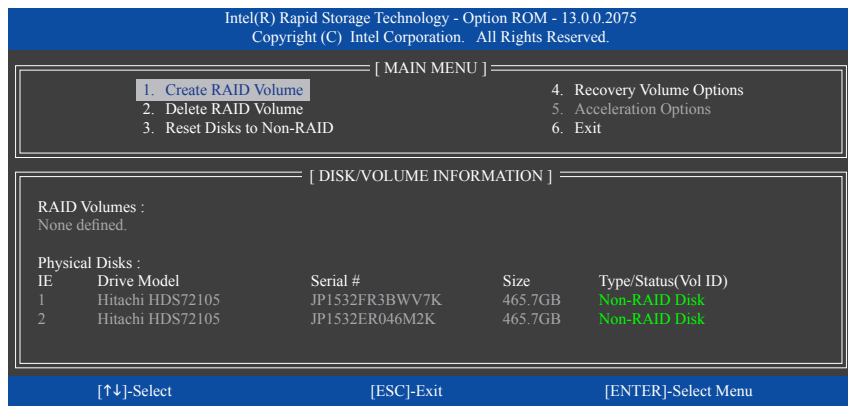 Intel(R) Rapid Storage Technology - Option ROM - 13.0.0.2075
Copyright (C) Intel Corporation. All Rights Reserved.
[ MAIN MENU ]
1. Create RAID Volume
2. Delete RAID Volume
3. Reset Disks to Non-RAID
4. Recovery Volume Options
5. Acceleration Options
6. Exit
[ DISK/VOLUME INFORMATION ]
RAID Volumes :
None defined.
Physical Disks :
IE Drive Model Serial # Size Type/Status(Vol ID)
1 Hitachi HDS72105 JP1532FR3BWV7K 465.7GB Non-RAID Disk
2 Hitachi HDS72105 JP1532ER046M2K 465.7GB Non-RAID Disk
[↑↓]-Select [ESC]-Exit [ENTER]-Select Menu